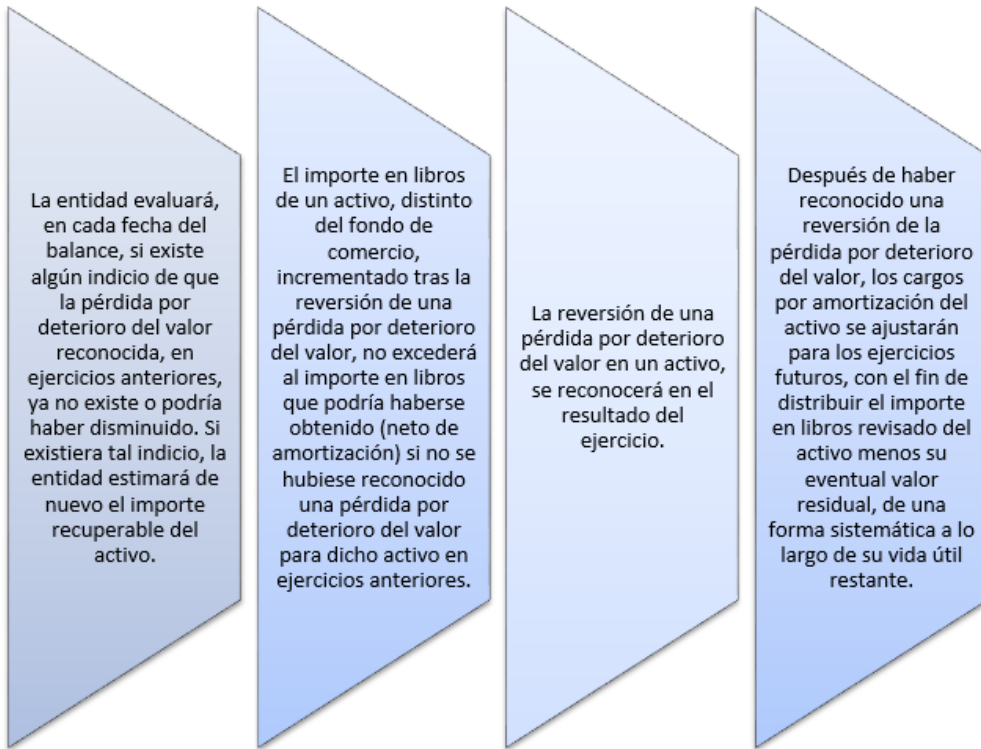 La entidad evaluará,
en cada fecha del
balance, si existe
algún indicio de que
la pérdida por
deterioro del valor
reconocida, en
ejercicios anteriores,
ya no existe o podría
haber disminuido. Si
existiera tal indicio, la
entidad estimará de
nuevo el importe
recuperable del
activo.
El importe en libros
de un activo, distinto
del fondo de
comercio,
incrementado tras la
reversión de una
pérdida por deterioro
del valor, no excederá
al importe en libros
que podría haberse
obtenido (neto de
amortización) si no se
hubiese reconocido
una pérdida por
deterioro del valor
para dicho activo en
ejercicios anteriores.
La reversión de una
pérdida por deterioro
del valor en un activo,
se reconocerá en el
resultado del
ejercicio.
Después de haber
reconocido una
reversión de la
pérdida por deterioro
del valor, los cargos
por amortización del
activo se ajustarán
para los ejercicios
futuros, con el fin de
distribuir el importe
en libros revisado del
activo menos su
eventual valor
residual, de una
forma sistemática a lo
largo de su vida útil
restante.